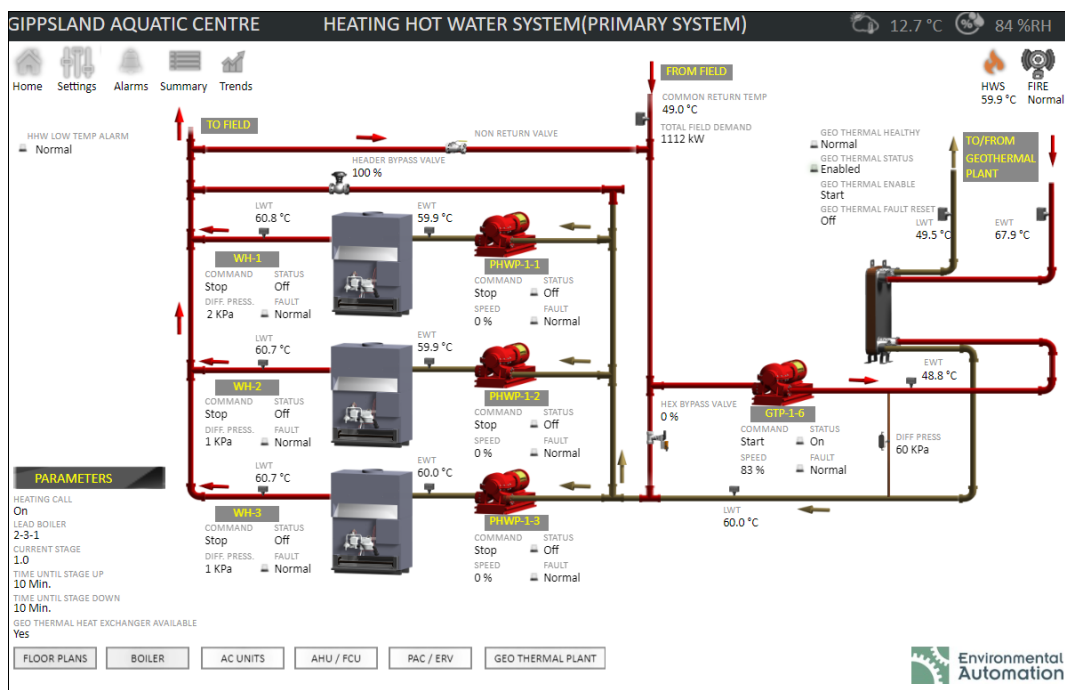 GIPPSLAND AQUATIC CENTRE
HEATING HOT WATER SYSTEM(PRIMARY SYSTEM)
12.7 °C
%
84 %RH
Home
Settings
Alarms
Summary
Trends
HWS
59.9 °C
FIRE
Normal
HHW LOW TEMP ALARM
Normal
TO FIELD
FROM FIELD
COMMON RETURN TEMP
49.0 °C
TOTAL FIELD DEMAND
1112 kW
NON RETURN VALVE
HEADER BYPASS VALVE
100 %
GEO THERMAL HEALTHY
Normal
GEO THERMAL STATUS
Enabled
GEO THERMAL ENABLE
Start
GEO THERMAL FAULT RESET
Off
TO/FROM
GEOTHERMAL
PLANT
LWT
49.5 °C
EWT
67.9 °C
LWT
60.8 °C
EWT
59.9 °C
WH-1
COMMAND STATUS
Stop Off
DIFF. PRESS. FAULT
2 KPa Normal
PHWP-1-1
COMMAND STATUS
Stop Off
SPEED FAULT
0 % Normal
LWT
60.7 °C
EWT
59.9 °C
WH-2
COMMAND STATUS
Stop Off
DIFF. PRESS. FAULT
1 KPa Normal
PHWP-1-2
COMMAND STATUS
Stop Off
SPEED FAULT
0 % Normal
LWT
60.7 °C
EWT
60.0 °C
WH-3
COMMAND STATUS
Stop Off
DIFF. PRESS. FAULT
1 KPa Normal
PHWP-1-3
COMMAND STATUS
Stop Off
SPEED FAULT
0 % Normal
HEX BYPASS VALVE
0 %
GTP-1-6
COMMAND STATUS
Start On
SPEED FAULT
83 % Normal
EWT
48.8 °C
DIFF PRESS
60 KPa
LWT
60.0 °C
PARAMETERS
HEATING CALL
On
LEAD BOILER
2-3-1
CURRENT STAGE
1.0
TIME UNTIL STAGE UP
10 Min.
TIME UNTIL STAGE DOWN
10 Min.
GEO THERMAL HEAT EXCHANGER AVAILABLE
Yes
FLOOR PLANS
BOILER
AC UNITS
AHU / FCU
PAC / ERV
GEO THERMAL PLANT
Environmental
Automation